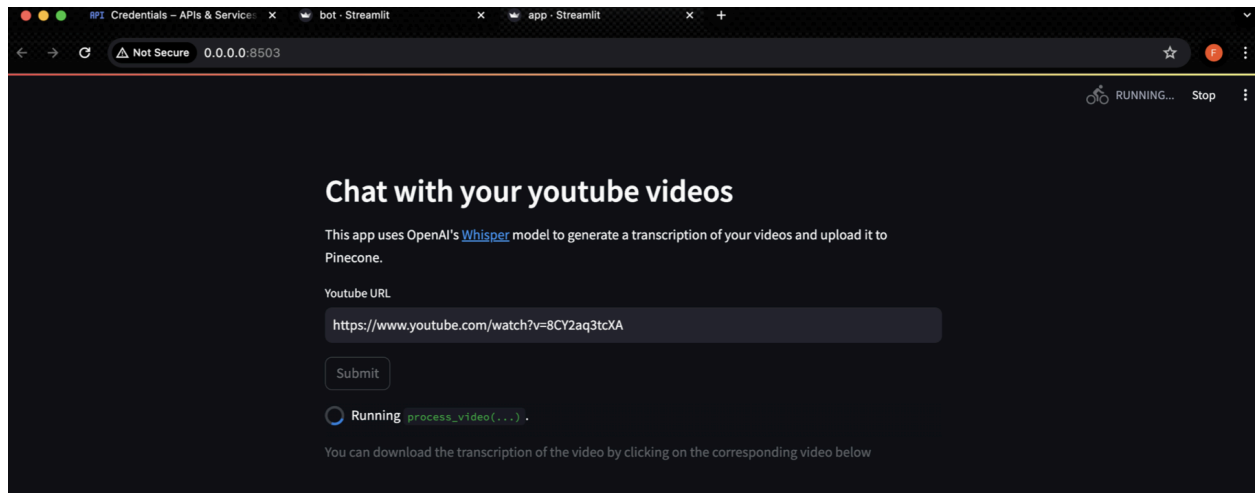 API Credentials – APIs & Services
bot · Streamlit
app · Streamlit
Not Secure 0.0.0.0:8503
F
RUNNING... Stop
Chat with your youtube videos
This app uses OpenAI's Whisper model to generate a transcription of your videos and upload it to
Pinecone.
Youtube URL
https://www.youtube.com/watch?v=8CY2aq3tcXA
Submit
Running process_video(...).
You can download the transcription of the video by clicking on the corresponding video below